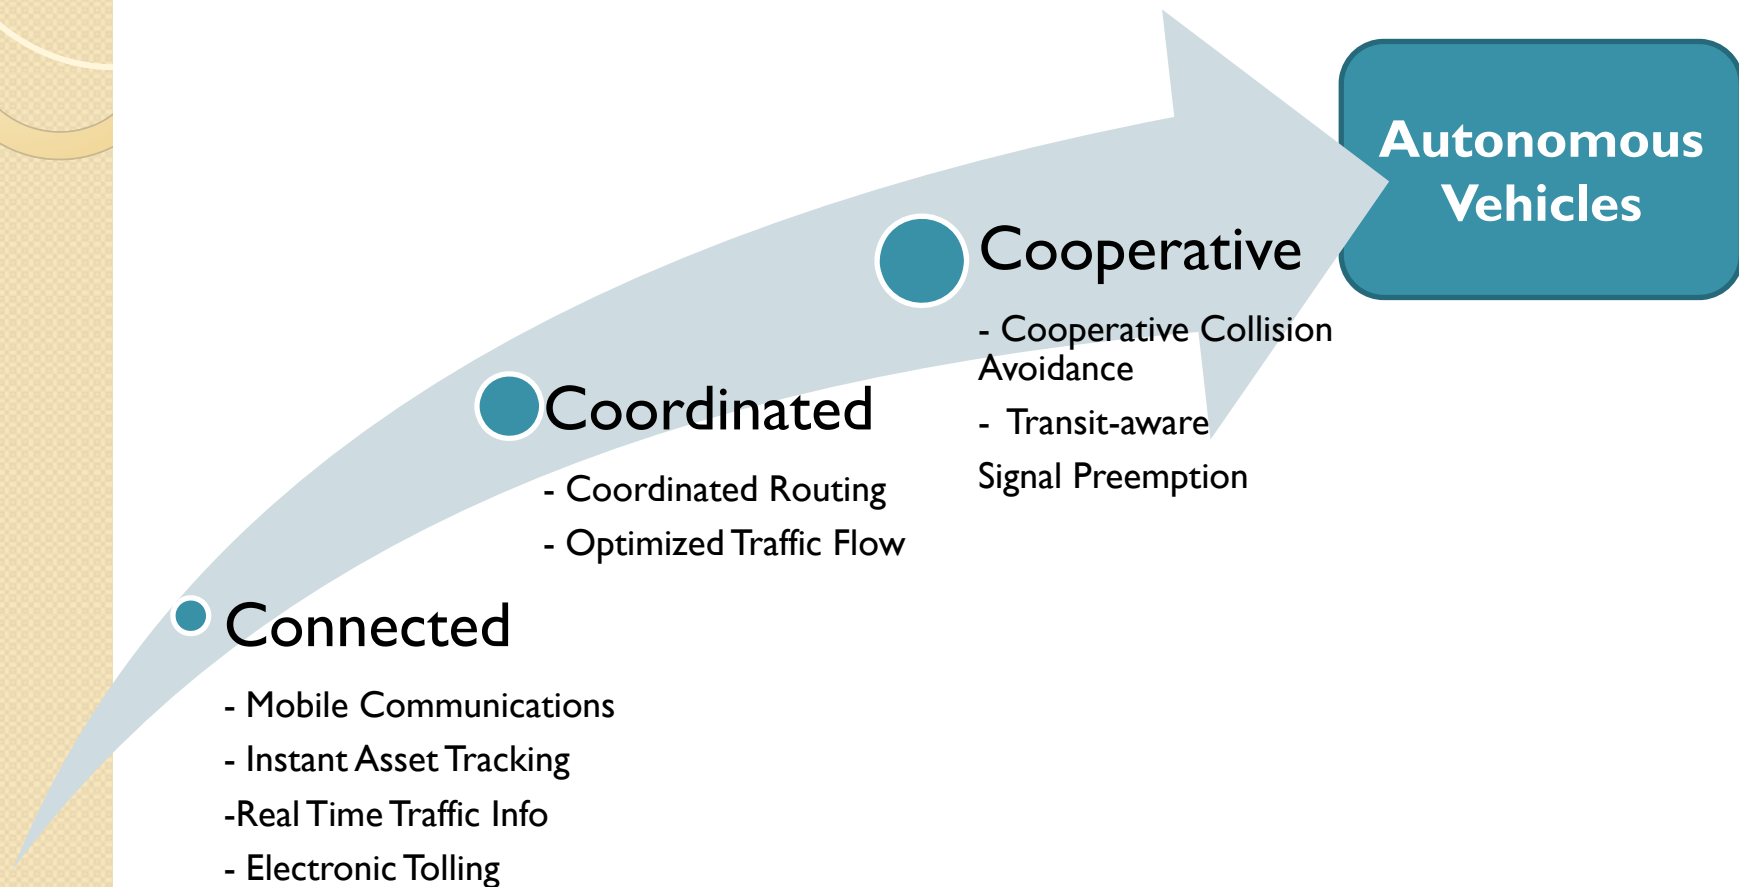 Autonomous
Vehicles
Cooperative
- Cooperative Collision
Avoidance
- Transit-aware
Signal Preemption
Coordinated
- Coordinated Routing
- Optimized Traffic Flow
Connected
- Mobile Communications
- Instant Asset Tracking
-Real Time Traffic Info
- Electronic Tolling